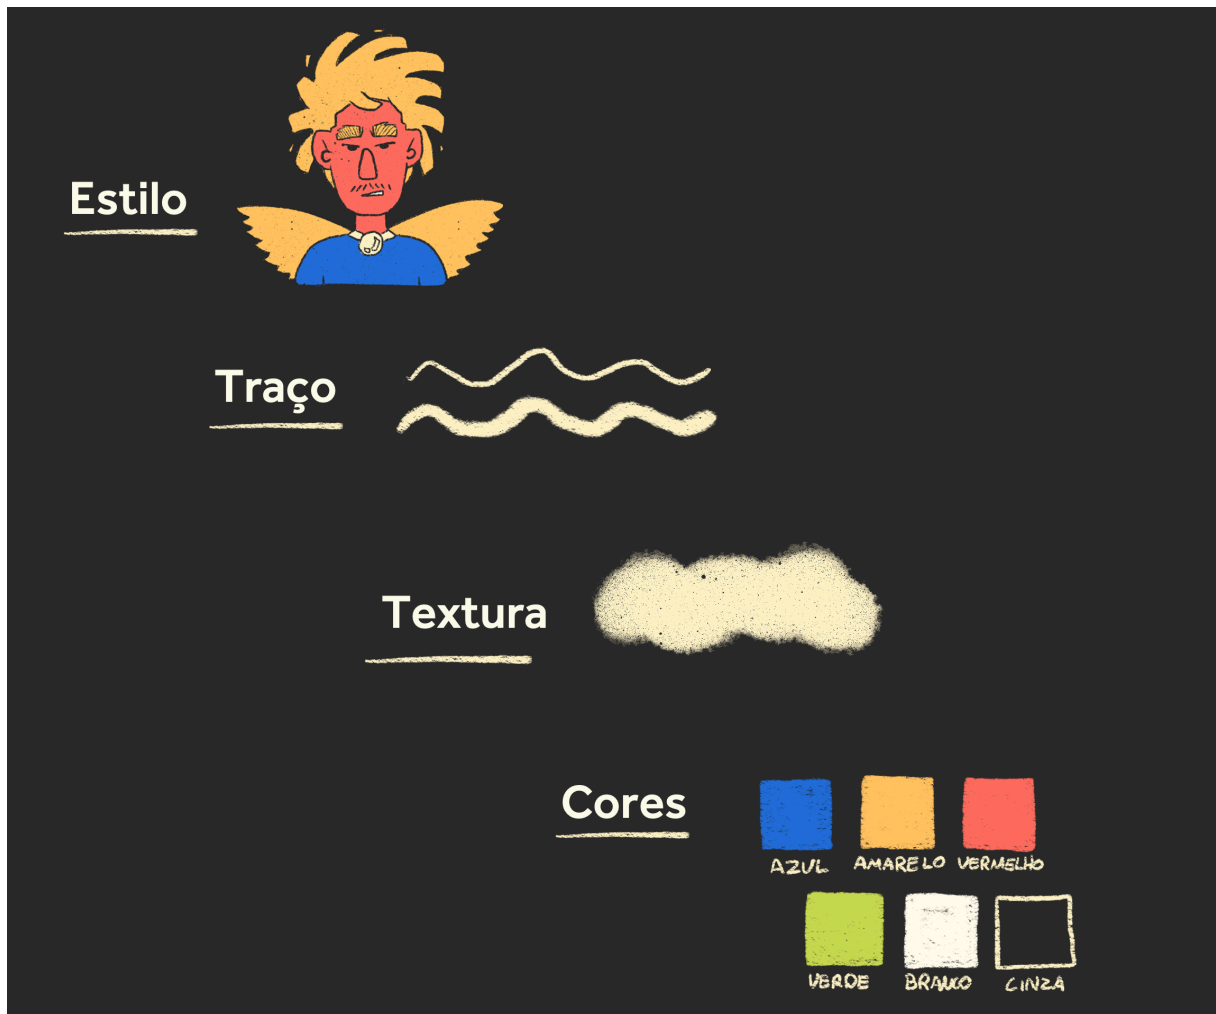 Estilo
Traço
Textura
Cores
AZUL AMARELO VERMELHO
VERDE BRANCO CINZA